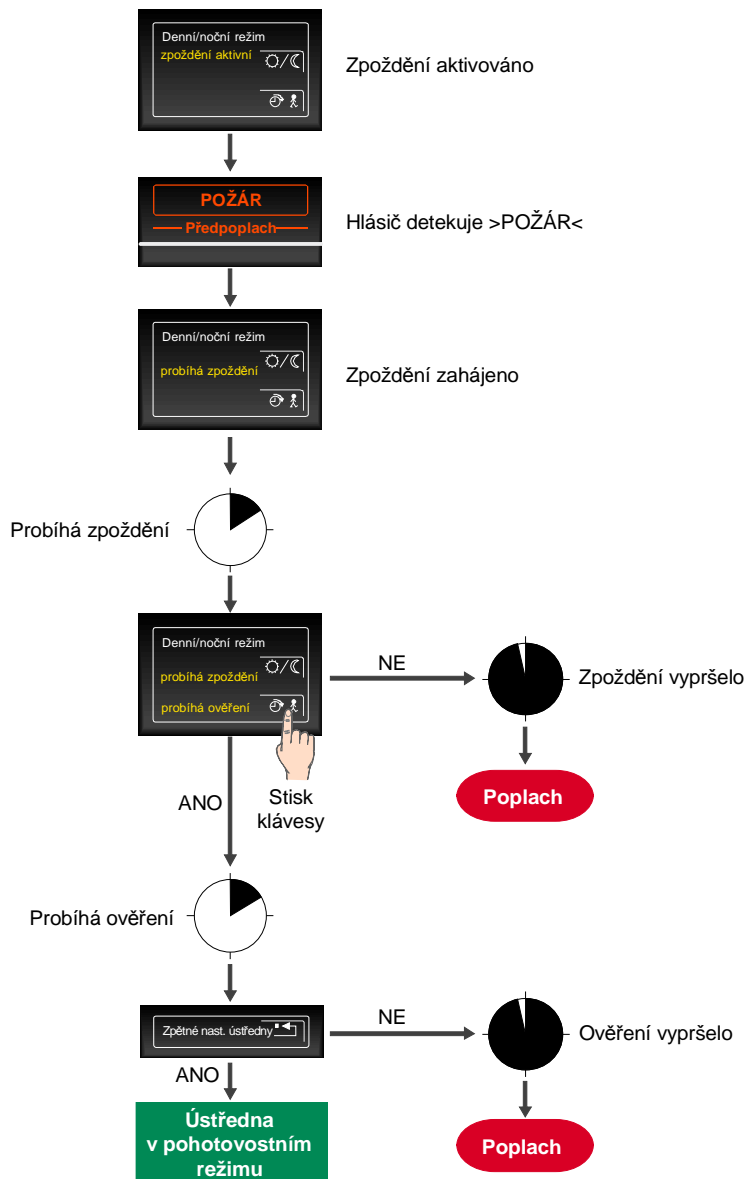 Denní/noční režim
zpoždění aktivní
Zpoždění aktivováno
POŽÁR
Předpoplach
Hlásič detekuje >POŽÁR<
Denní/noční režim
probíhá zpoždění
Zpoždění zahájeno
Probíhá zpoždění
Denní/noční režim
probíhá zpoždění
probíhá ověření
NE
Zpoždění vypršelo
ANO
Stisk
klávesy
Poplach
Probíhá ověření
Zpětné nast. ústředny
NE
Ověření vypršelo
ANO
Ústředna
v pohotovostním
režimu
Poplach